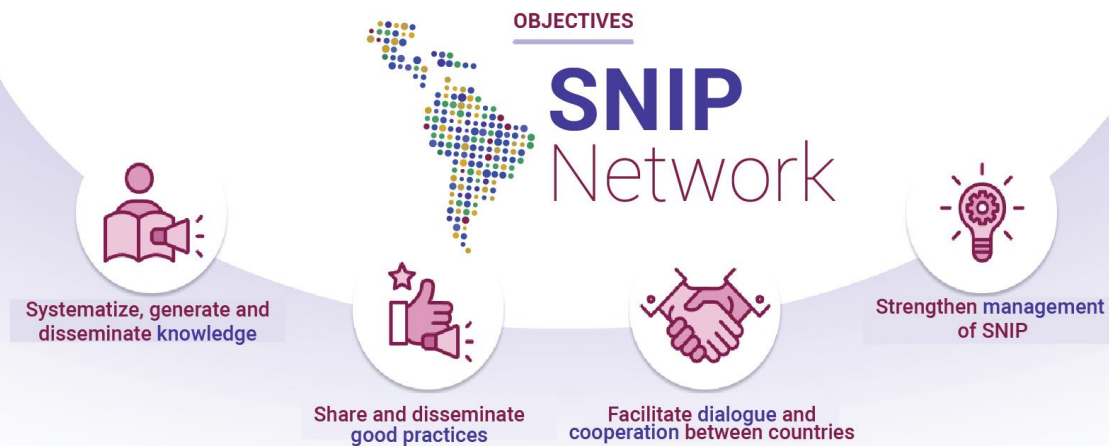 OBJECTIVES
SNIP
Network
Systematize, generate and
disseminate knowledge
Share and disseminate
good practices
Facilitate dialogue and
cooperation between countries
Strengthen management
of SNIP